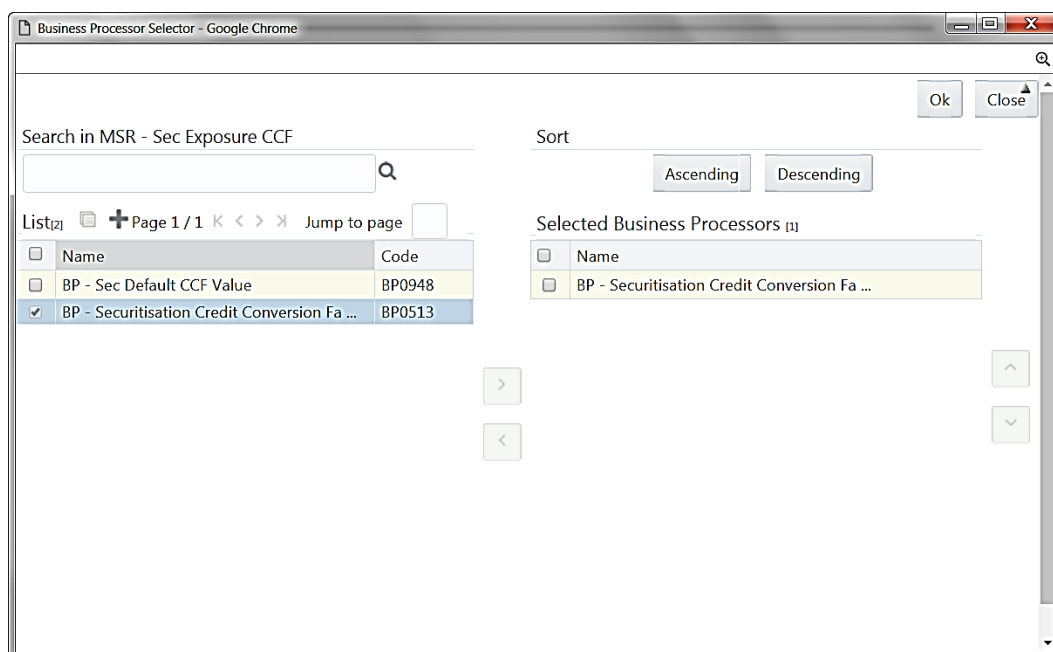 Business Processor Selector - Google Chrome
Ok Close
Search in MSR - Sec Exposure CCF
Sort
Ascending Descending
List[2] Page 1 / 1 Jump to page
Selected Business Processors [1]
Name Code
Name
BP - Sec Default CCF Value BP0948
BP - Securitisation Credit Conversion Fa ...
BP - Securitisation Credit Conversion Fa ... BP0513